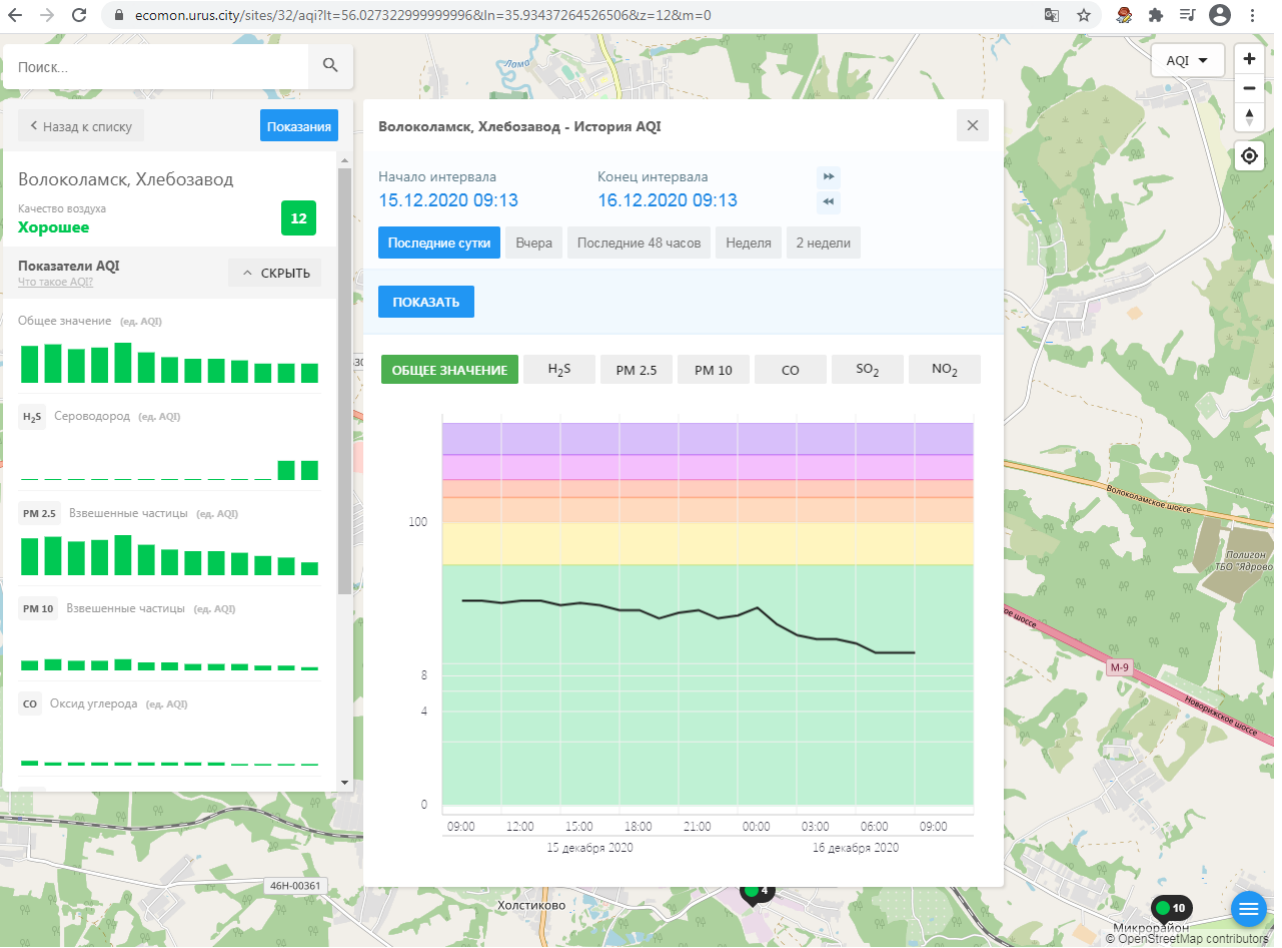 ecomon.urus.city/sites/32/aqi?lt=56.027322999999996&ln=35.93437264526506&z=12&m=0
Лама
Поиск...
AQI
Назад к списку
Показания
Волоколамск, Хлебозавод - История AQI
Волоколамск, Хлебозавод
Качество воздуха
Хорошее
12
Начало интервала
Конец интервала
15.12.2020 09:13
16.12.2020 09:13
Последние сутки
Вчера
Последние 48 часов
Неделя
2 недели
Показатели AQI
Что такое AQI?
СКРЫТЬ
ПОКАЗАТЬ
Общее значение (ед. AQI)
ОБЩЕЕ ЗНАЧЕНИЕ
H2S
PM 2.5
PM 10
CO
SO2
NO2
H2S Сероводород (ед. AQI)
PM 2.5 Взвешенные частицы (ед. AQI)
PM 10 Взвешенные частицы (ед. AQI)
CO Оксид углерода (ед. AQI)
100
8
4
0
09:00
12:00
15:00
18:00
21:00
00:00
03:00
06:00
09:00
15 декабря 2020
16 декабря 2020
Волоколамское шоссе
Полигон
ТБО "Ядрово
ое шоссе
М-9
Новорижское шоссе
46Н-00361
Холстиково
4
10
Микрорайон
© OpenStreetMap contributors